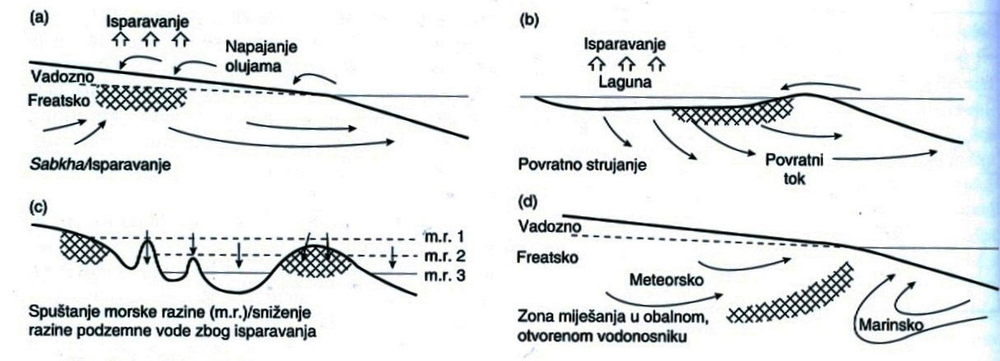 (a)
Isparavanje
Napajanje
olujama
Vadozno
Freatsko
Sabkha/Isparavanje
(b)
Isparavanje
Laguna
Povratno strujanje
Povratni
tok
(c)
m.r. 1
m.r. 2
m.r. 3
Spuštanje morske razine (m.r.)/sniženje
razine podzemne vode zbog isparavanja
(d)
Vadozno
Freatsko
Meteorsko
Zona miješanja u obalnom,
otvorenom vodonosniku
Marinsko